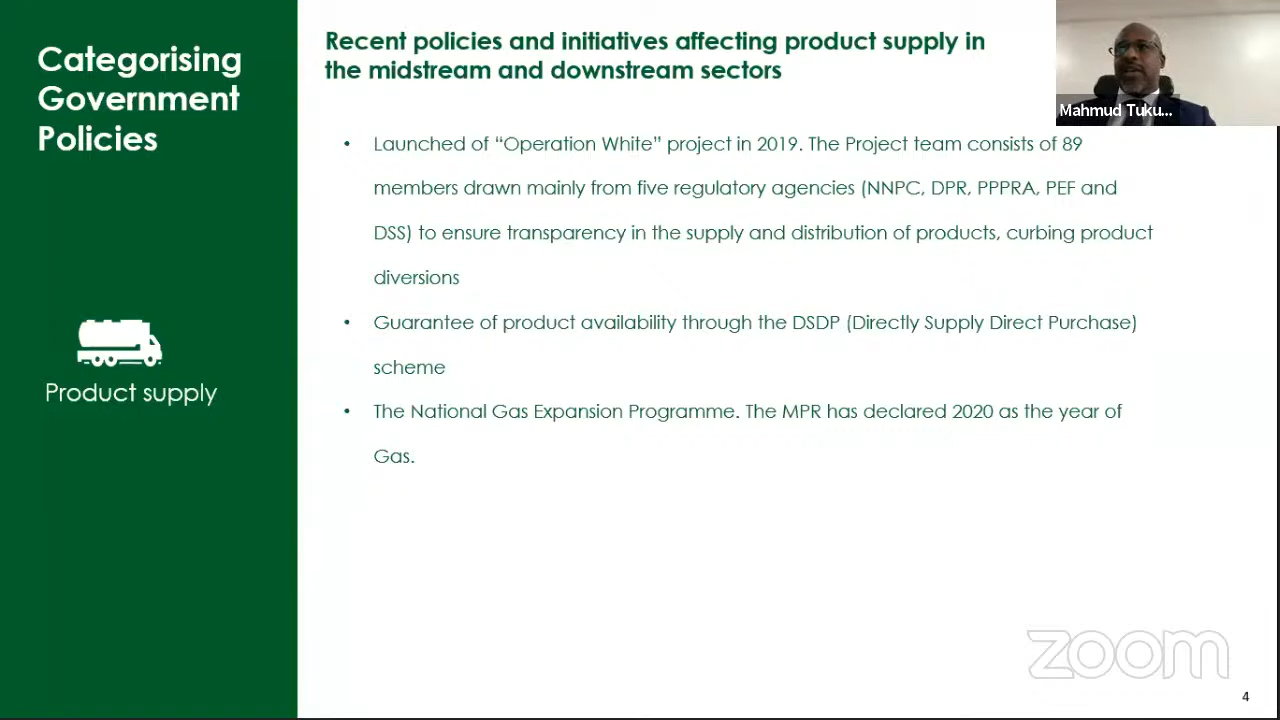 Categorising
Government
Policies
Product supply
Recent policies and initiatives affecting product supply in
the midstream and downstream sectors
• Launched of “Operation White” project in 2019. The Project team consists of 89
members drawn mainly from five regulatory agencies (NNPC, DPR, PPPRA, PEF and
DSS) to ensure transparency in the supply and distribution of products, curbing product
diversions
• Guarantee of product availability through the DSDP (Directly Supply Direct Purchase)
scheme
• The National Gas Expansion Programme. The MPR has declared 2020 as the year of
Gas.
Mahmud Tuku...
zoom
4